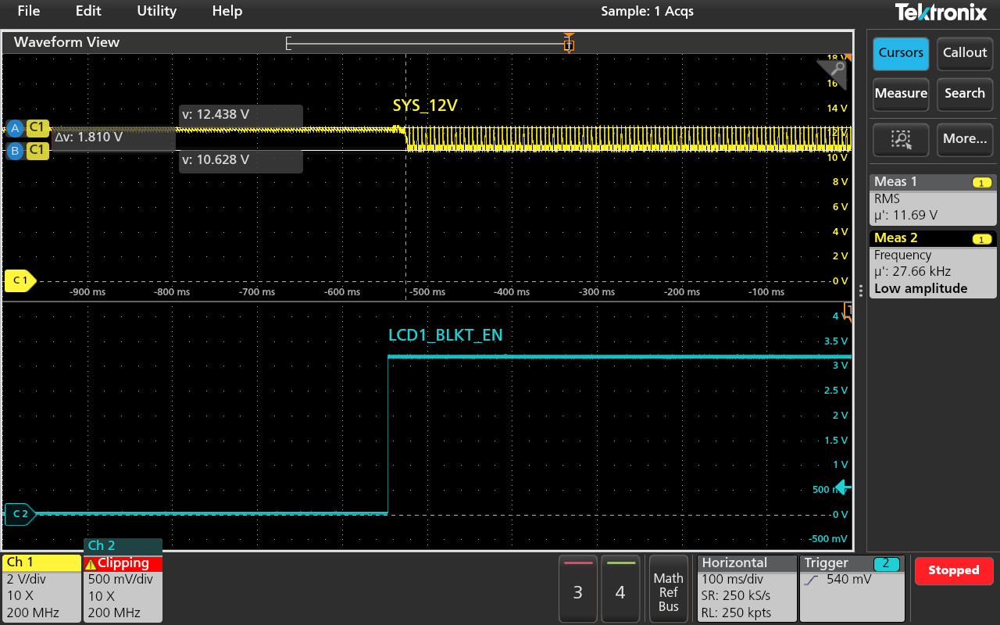 File Edit Utility Help Sample: 1 Acqs Tektronix
Waveform View
T
Cursors Callout
Measure Search
More...
18 V
16
14 V
12 V
10 V
8 V
6 V
4 V
2 V
0 V
SYS_12V
A C1
B C1
v: 12.438 V
Δv: 1.810 V
v: 10.628 V
C 1
-900 ms -800 ms -700 ms -600 ms -500 ms -400 ms -300 ms -200 ms -100 ms
Meas 1 1
RMS
µ': 11.69 V
Meas 2 1
Frequency
µ': 27.66 kHz
Low amplitude
LCD1_BLKT_EN
4 V
3.5 V
3 V
2.5 V
2 V
1.5 V
1 V
500 mV
0 V
-500 mV
C 2
Ch 1
2 V/div
10 X
200 MHz
Ch 2
Clipping
500 mV/div
10 X
200 MHz
3 4
Math
Ref
Bus
Horizontal
100 ms/div
SR: 250 kS/s
RL: 250 kpts
Trigger 2
540 mV
Stopped